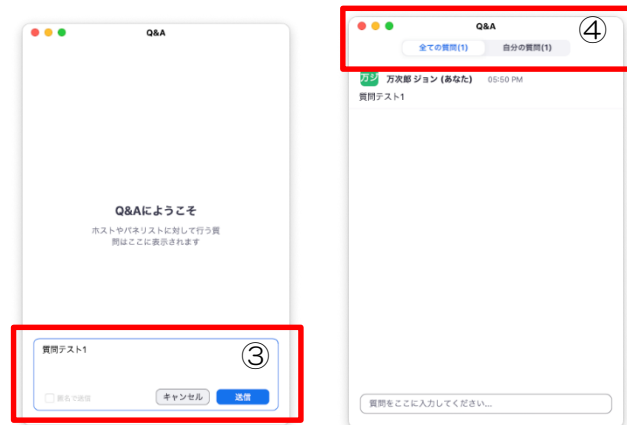 Q&A
Q&Aにようこそ
ホストやパネリストに対して行う質
問はここに表示されます
質問テスト1
③
匿名で送信
キャンセル 送信
Q&A
④
全ての質問(1) 自分の質問(1)
万ジ 万次郎 ジョン (あなた) 05:50 PM
質問テスト1
質問をここに入力してください...